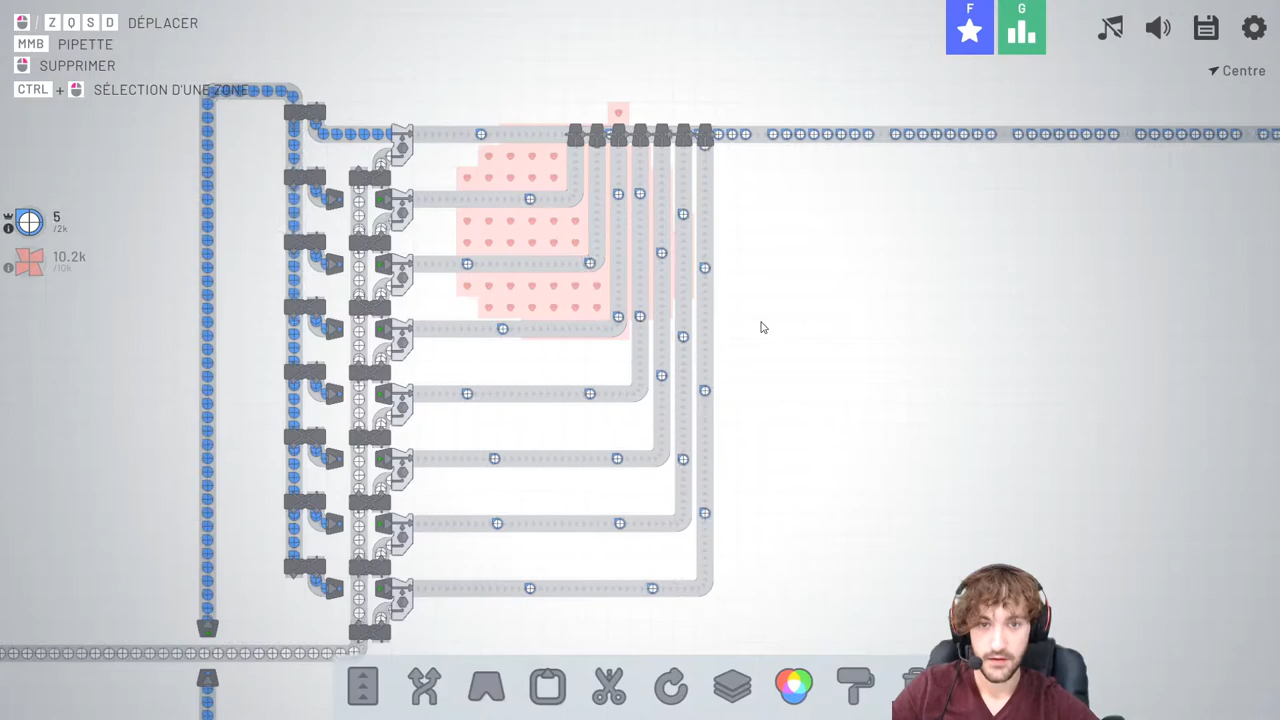 Z Q S D DÉPLACER
MMB PIPETTE
SUPPRIMER
CTRL + SÉLECTION D'UNE ZONE
F
G
Centre
5
/2k
10.2k
/10k